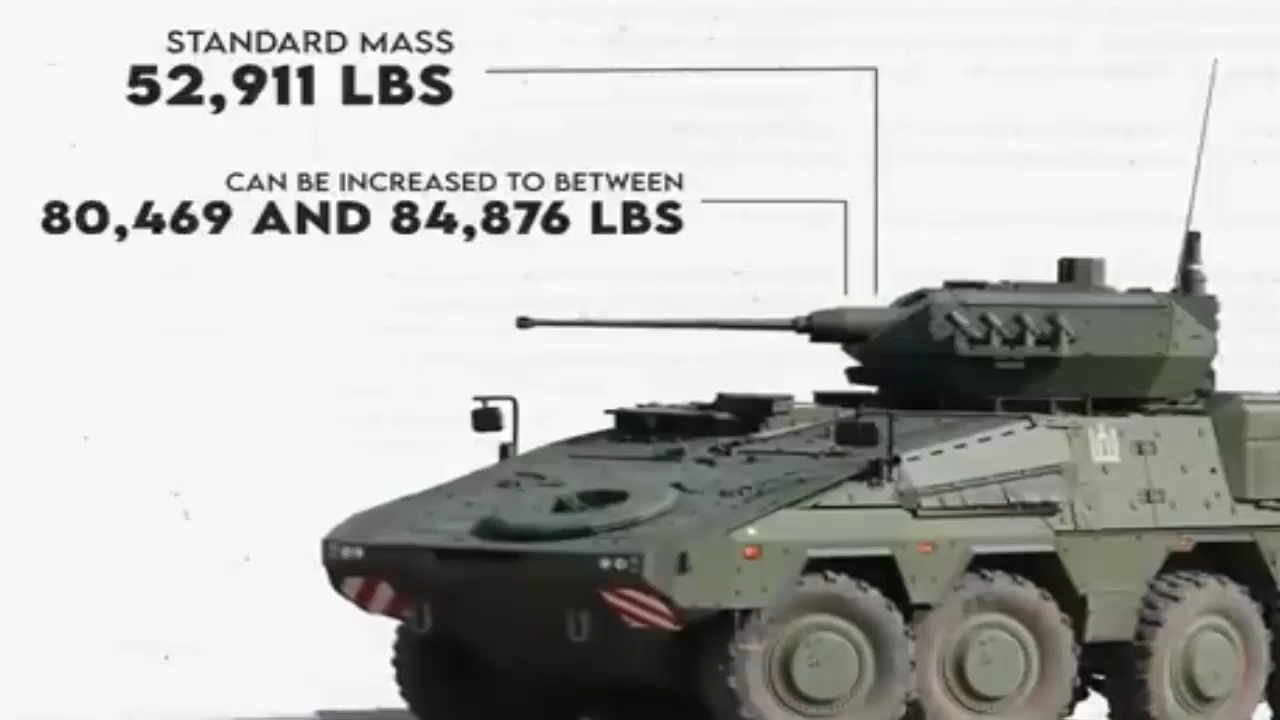 STANDARD MASS
52,911 LBS
CAN BE INCREASED TO BETWEEN
80,469 AND 84,876 LBS